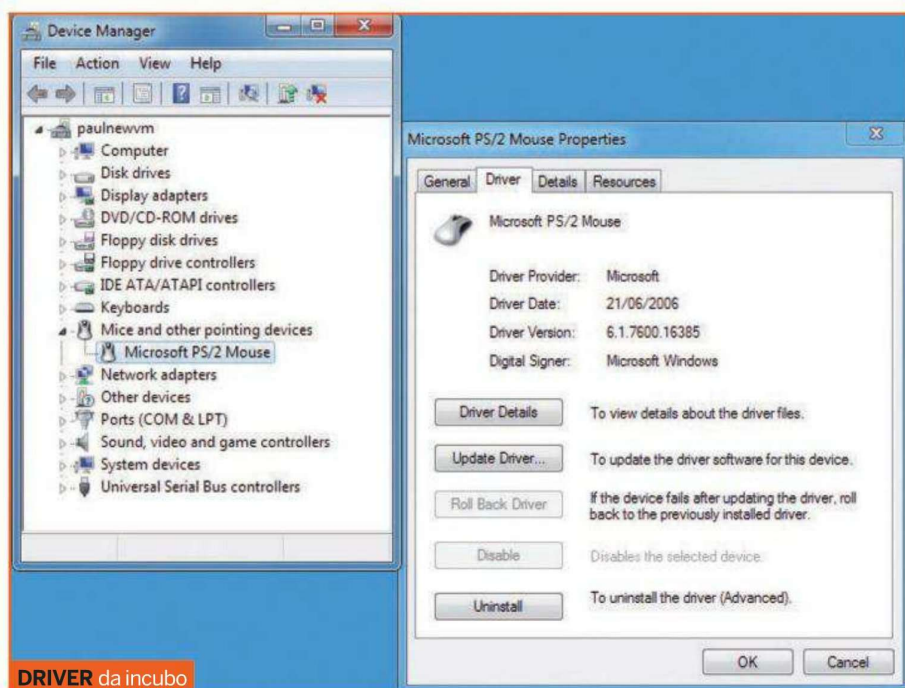 Device Manager
File Action View Help
paulnewvm
Computer
Disk drives
Display adapters
DVD/CD-ROM drives
Floppy disk drives
Floppy drive controllers
IDE ATA/ATAPI controllers
Keyboards
Mice and other pointing devices
Microsoft PS/2 Mouse
Network adapters
Other devices
Ports (COM & LPT)
Sound, video and game controllers
System devices
Universal Serial Bus controllers
Microsoft PS/2 Mouse Properties
General Driver Details Resources
Microsoft PS/2 Mouse
Driver Provider: Microsoft
Driver Date: 21/06/2006
Driver Version: 6.1.7600.16385
Digital Signer: Microsoft Windows
Driver Details To view details about the driver files.
Update Driver... To update the driver software for this device.
Roll Back Driver If the device fails after updating the driver, roll
back to the previously installed driver.
Disable Disables the selected device.
Uninstall To uninstall the driver (Advanced).
OK Cancel
DRIVER da incubo